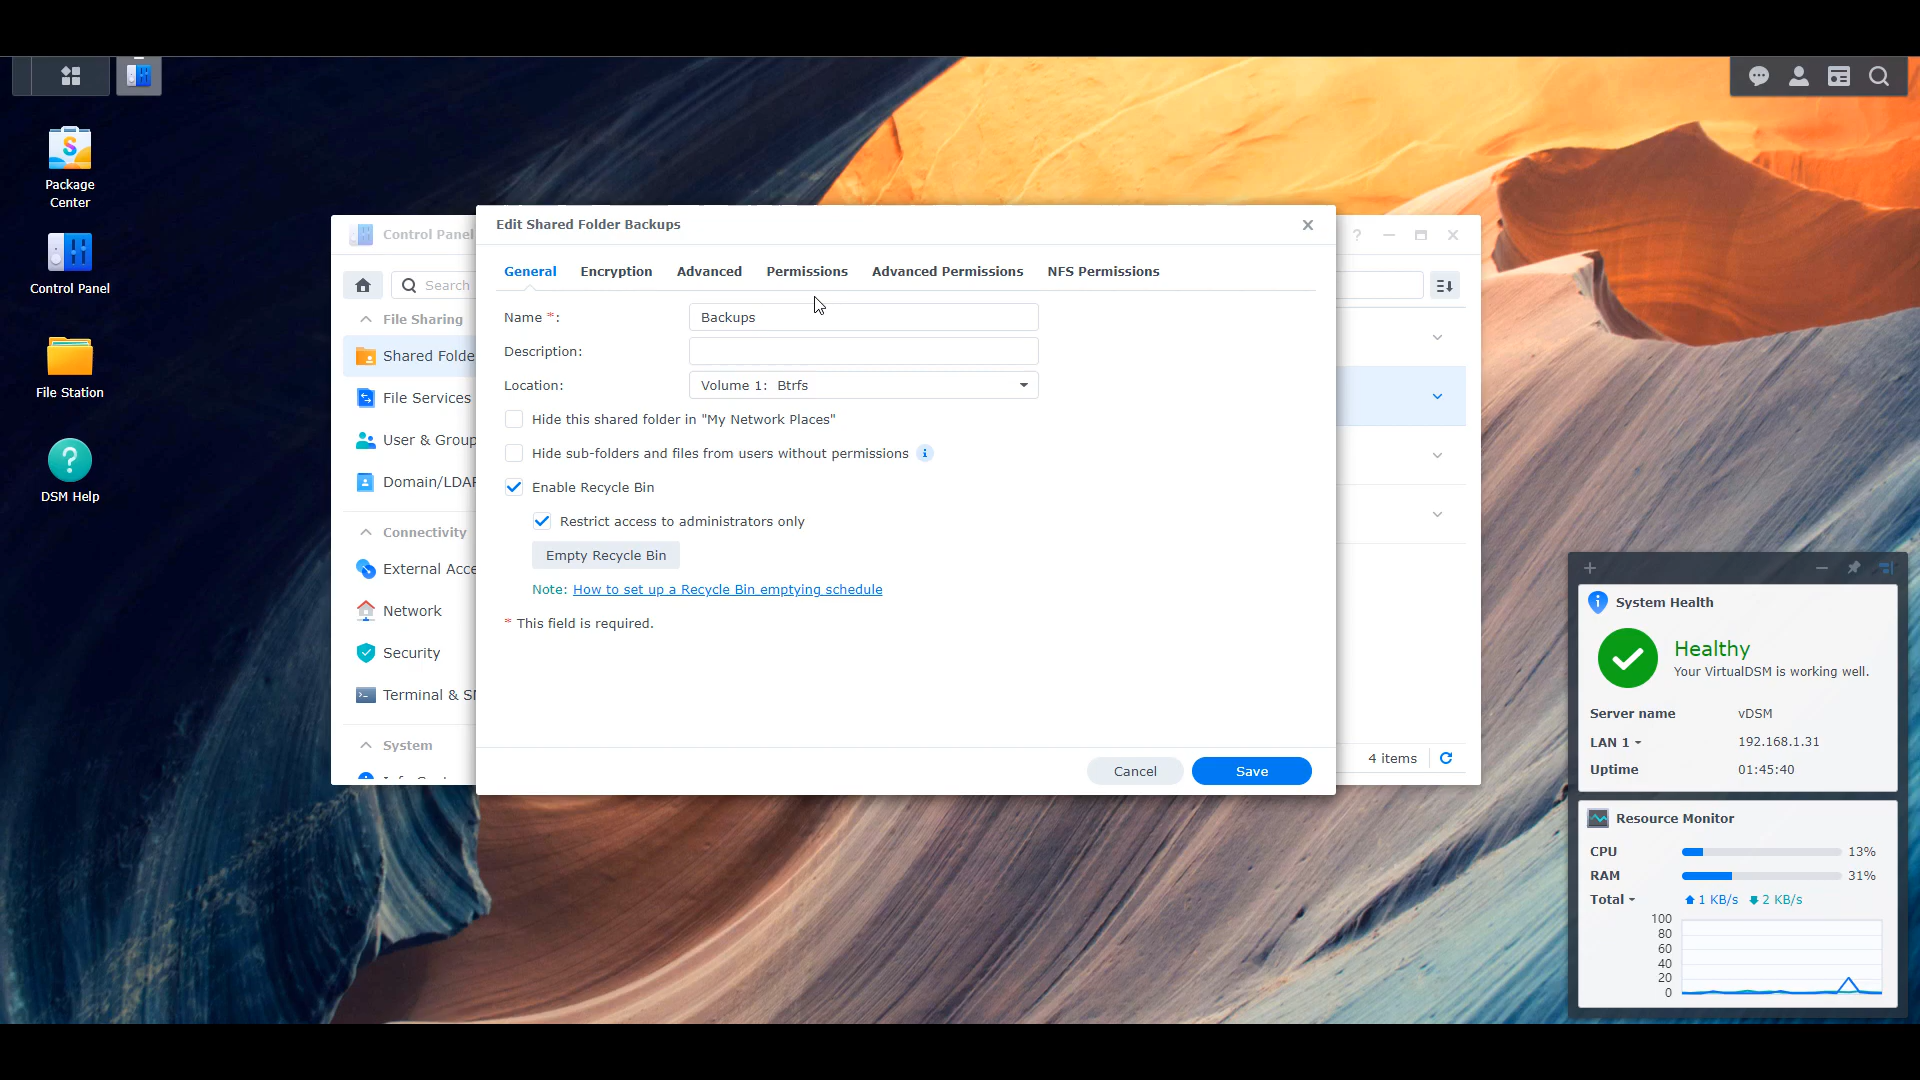 Package
Center
Control Panel
File Station
DSM Help
Control Panel
Search
File Sharing
Shared Folde
File Services
User & Group
Domain/LDAP
Connectivity
External Acce
Network
Security
Terminal & SN
System
Edit Shared Folder Backups
General Encryption Advanced Permissions Advanced Permissions NFS Permissions
Name *: Backups
Description:
Location: Volume 1: Btrfs
Hide this shared folder in "My Network Places"
Hide sub-folders and files from users without permissions
Enable Recycle Bin
Restrict access to administrators only
Empty Recycle Bin
Note: How to set up a Recycle Bin emptying schedule
* This field is required.
Cancel Save
4 items
System Health
Healthy
Your VirtualDSM is working well.
Server name vDSM
LAN 1 192.168.1.31
Uptime 01:45:40
Resource Monitor
CPU 13%
RAM 31%
Total 1 KB/s 2 KB/s
100
80
60
40
20
0